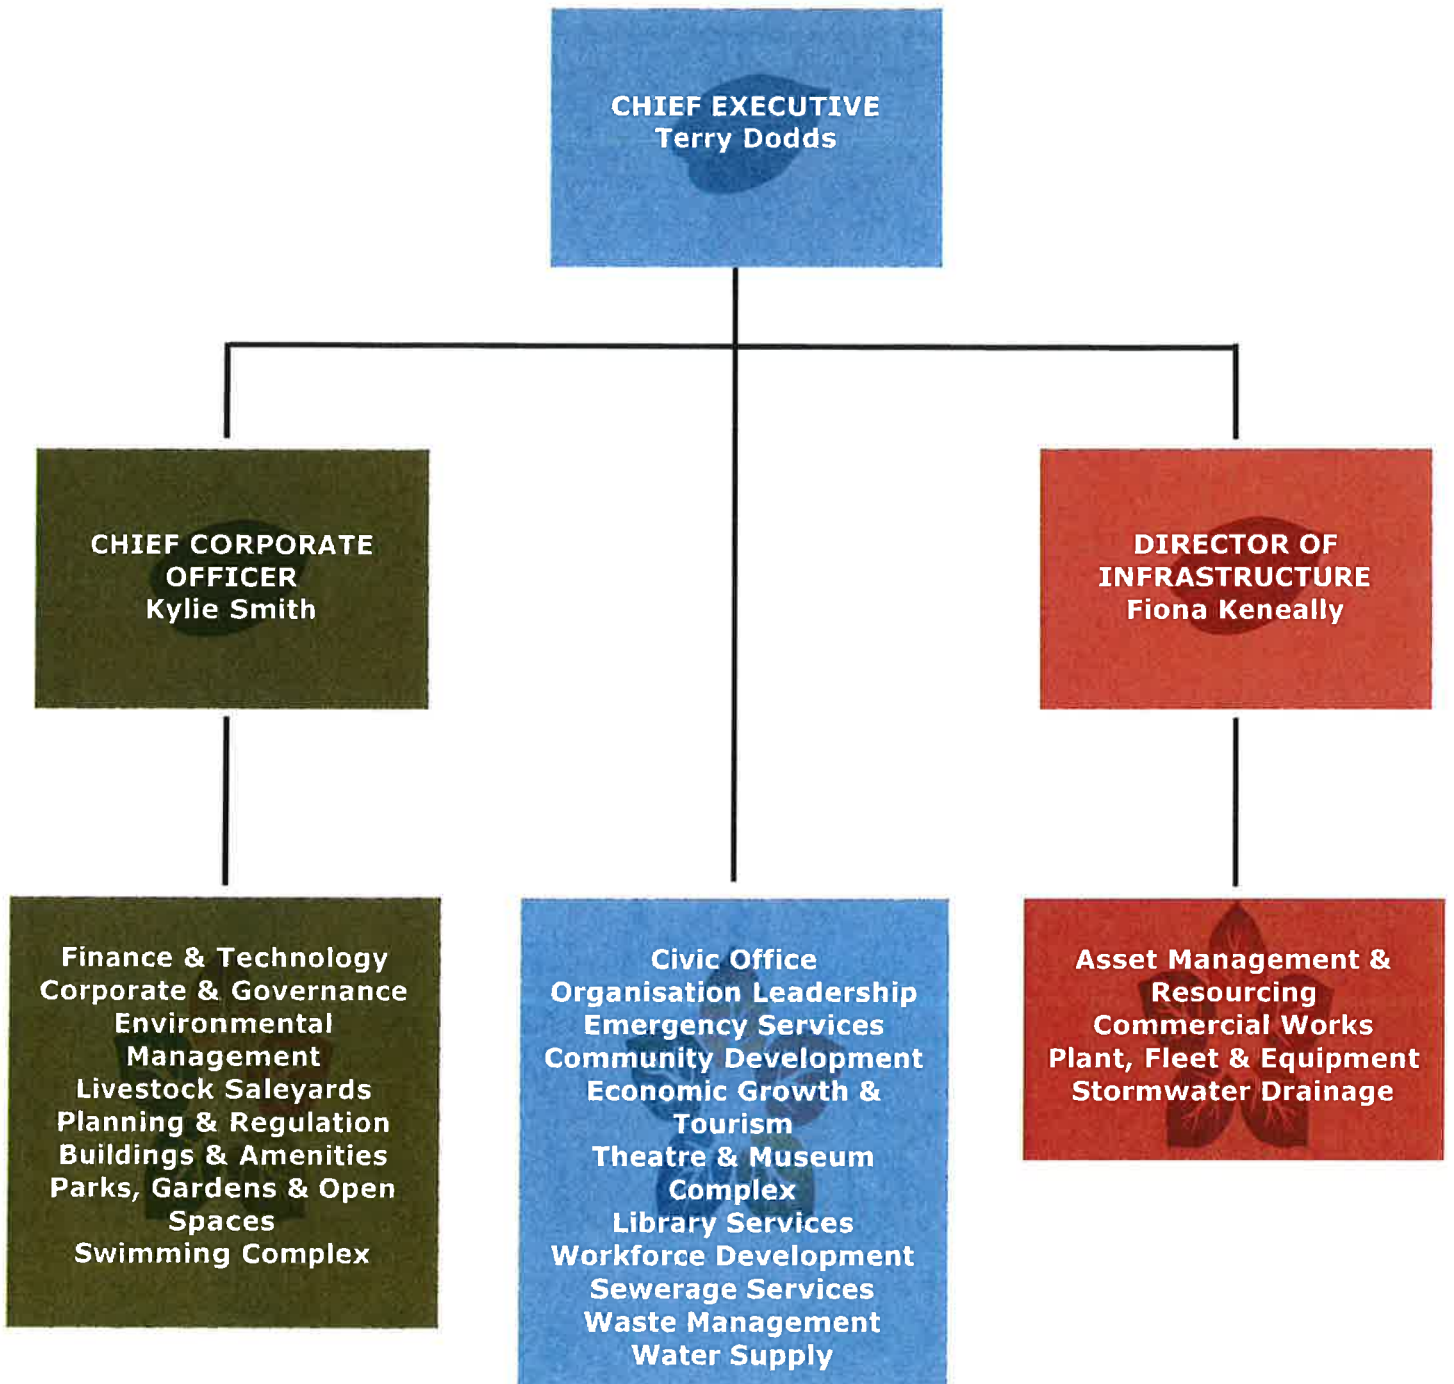 CHIEF EXECUTIVE
Terry Dodds
CHIEF CORPORATE
OFFICER
Kylie Smith
DIRECTOR OF
INFRASTRUCTURE
Fiona Keneally
Finance & Technology
Corporate & Governance
Environmental
Management
Livestock Saleyards
Planning & Regulation
Buildings & Amenities
Parks, Gardens & Open
Spaces
Swimming Complex
Civic Office
Organisation Leadership
Emergency Services
Community Development
Economic Growth &
Tourism
Theatre & Museum
Complex
Library Services
Workforce Development
Sewerage Services
Waste Management
Water Supply
Asset Management &
Resourcing
Commercial Works
Plant, Fleet & Equipment
Stormwater Drainage